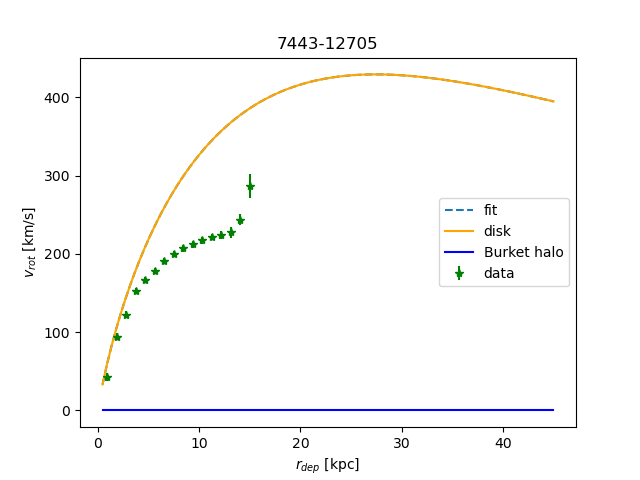 7443-12705
400
300
200
100
0
v_rot [km/s]
fit
disk
Burket halo
data
0 10 20 30 40
r_dep [kpc]